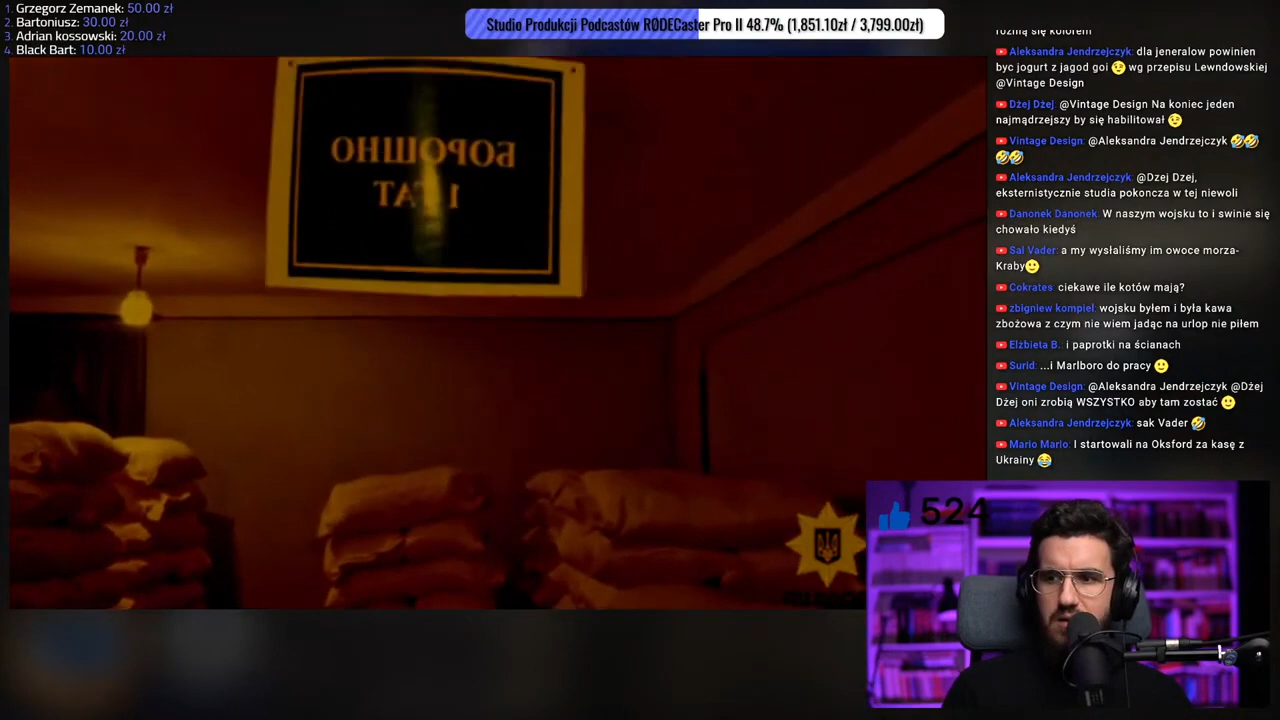 1. Grzegorz Zemanek: 50.00 zł
2. Bartoniusz: 30.00 zł
3. Adrian kossowski: 20.00 zł
4. Black Bart: 10.00 zł
Studio Produkcji Podcastów RØDECaster Pro II 48.7% (1,851.10zł / 3,799.00zł)
БОРОШНО
І ТАТ
różnią się kolorem
Aleksandra Jendrzejczyk: dla jeneralow powinien
byc jogurt z jagod goi 😉 wg przepisu Lewndowskiej
@Vintage Design
Dżej Dżej: @Vintage Design Na koniec jeden
najmądrzejszy by się habilitował 😉
Vintage Design: @Aleksandra Jendrzejczyk 🤣🤣
🤣🤣
Aleksandra Jendrzejczyk: @Dzej Dzej,
eksternistycznie studia pokoncza w tej niewoli
Danonek Danonek: W naszym wojsku to i swinie się
chowało kiedyś
Sal Vader: a my wysłaliśmy im owoce morza-
Kraby🙂
Cokrates: ciekawe ile kotów mają?
zbigniew kompiel: wojsku byłem i była kawa
zbożowa z czym nie wiem jadąc na urlop nie piłem
Elżbieta B.: i paprotki na ścianach
Surid: ...i Marlboro do pracy 🙂
Vintage Design: @Aleksandra Jendrzejczyk @Dżej
Dżej oni zrobią WSZYSTKO aby tam zostać 🙂
Aleksandra Jendrzejczyk: sak Vader 🤣
Mario Mario: I startowali na Oksford za kasę z
Ukrainy 😂
524